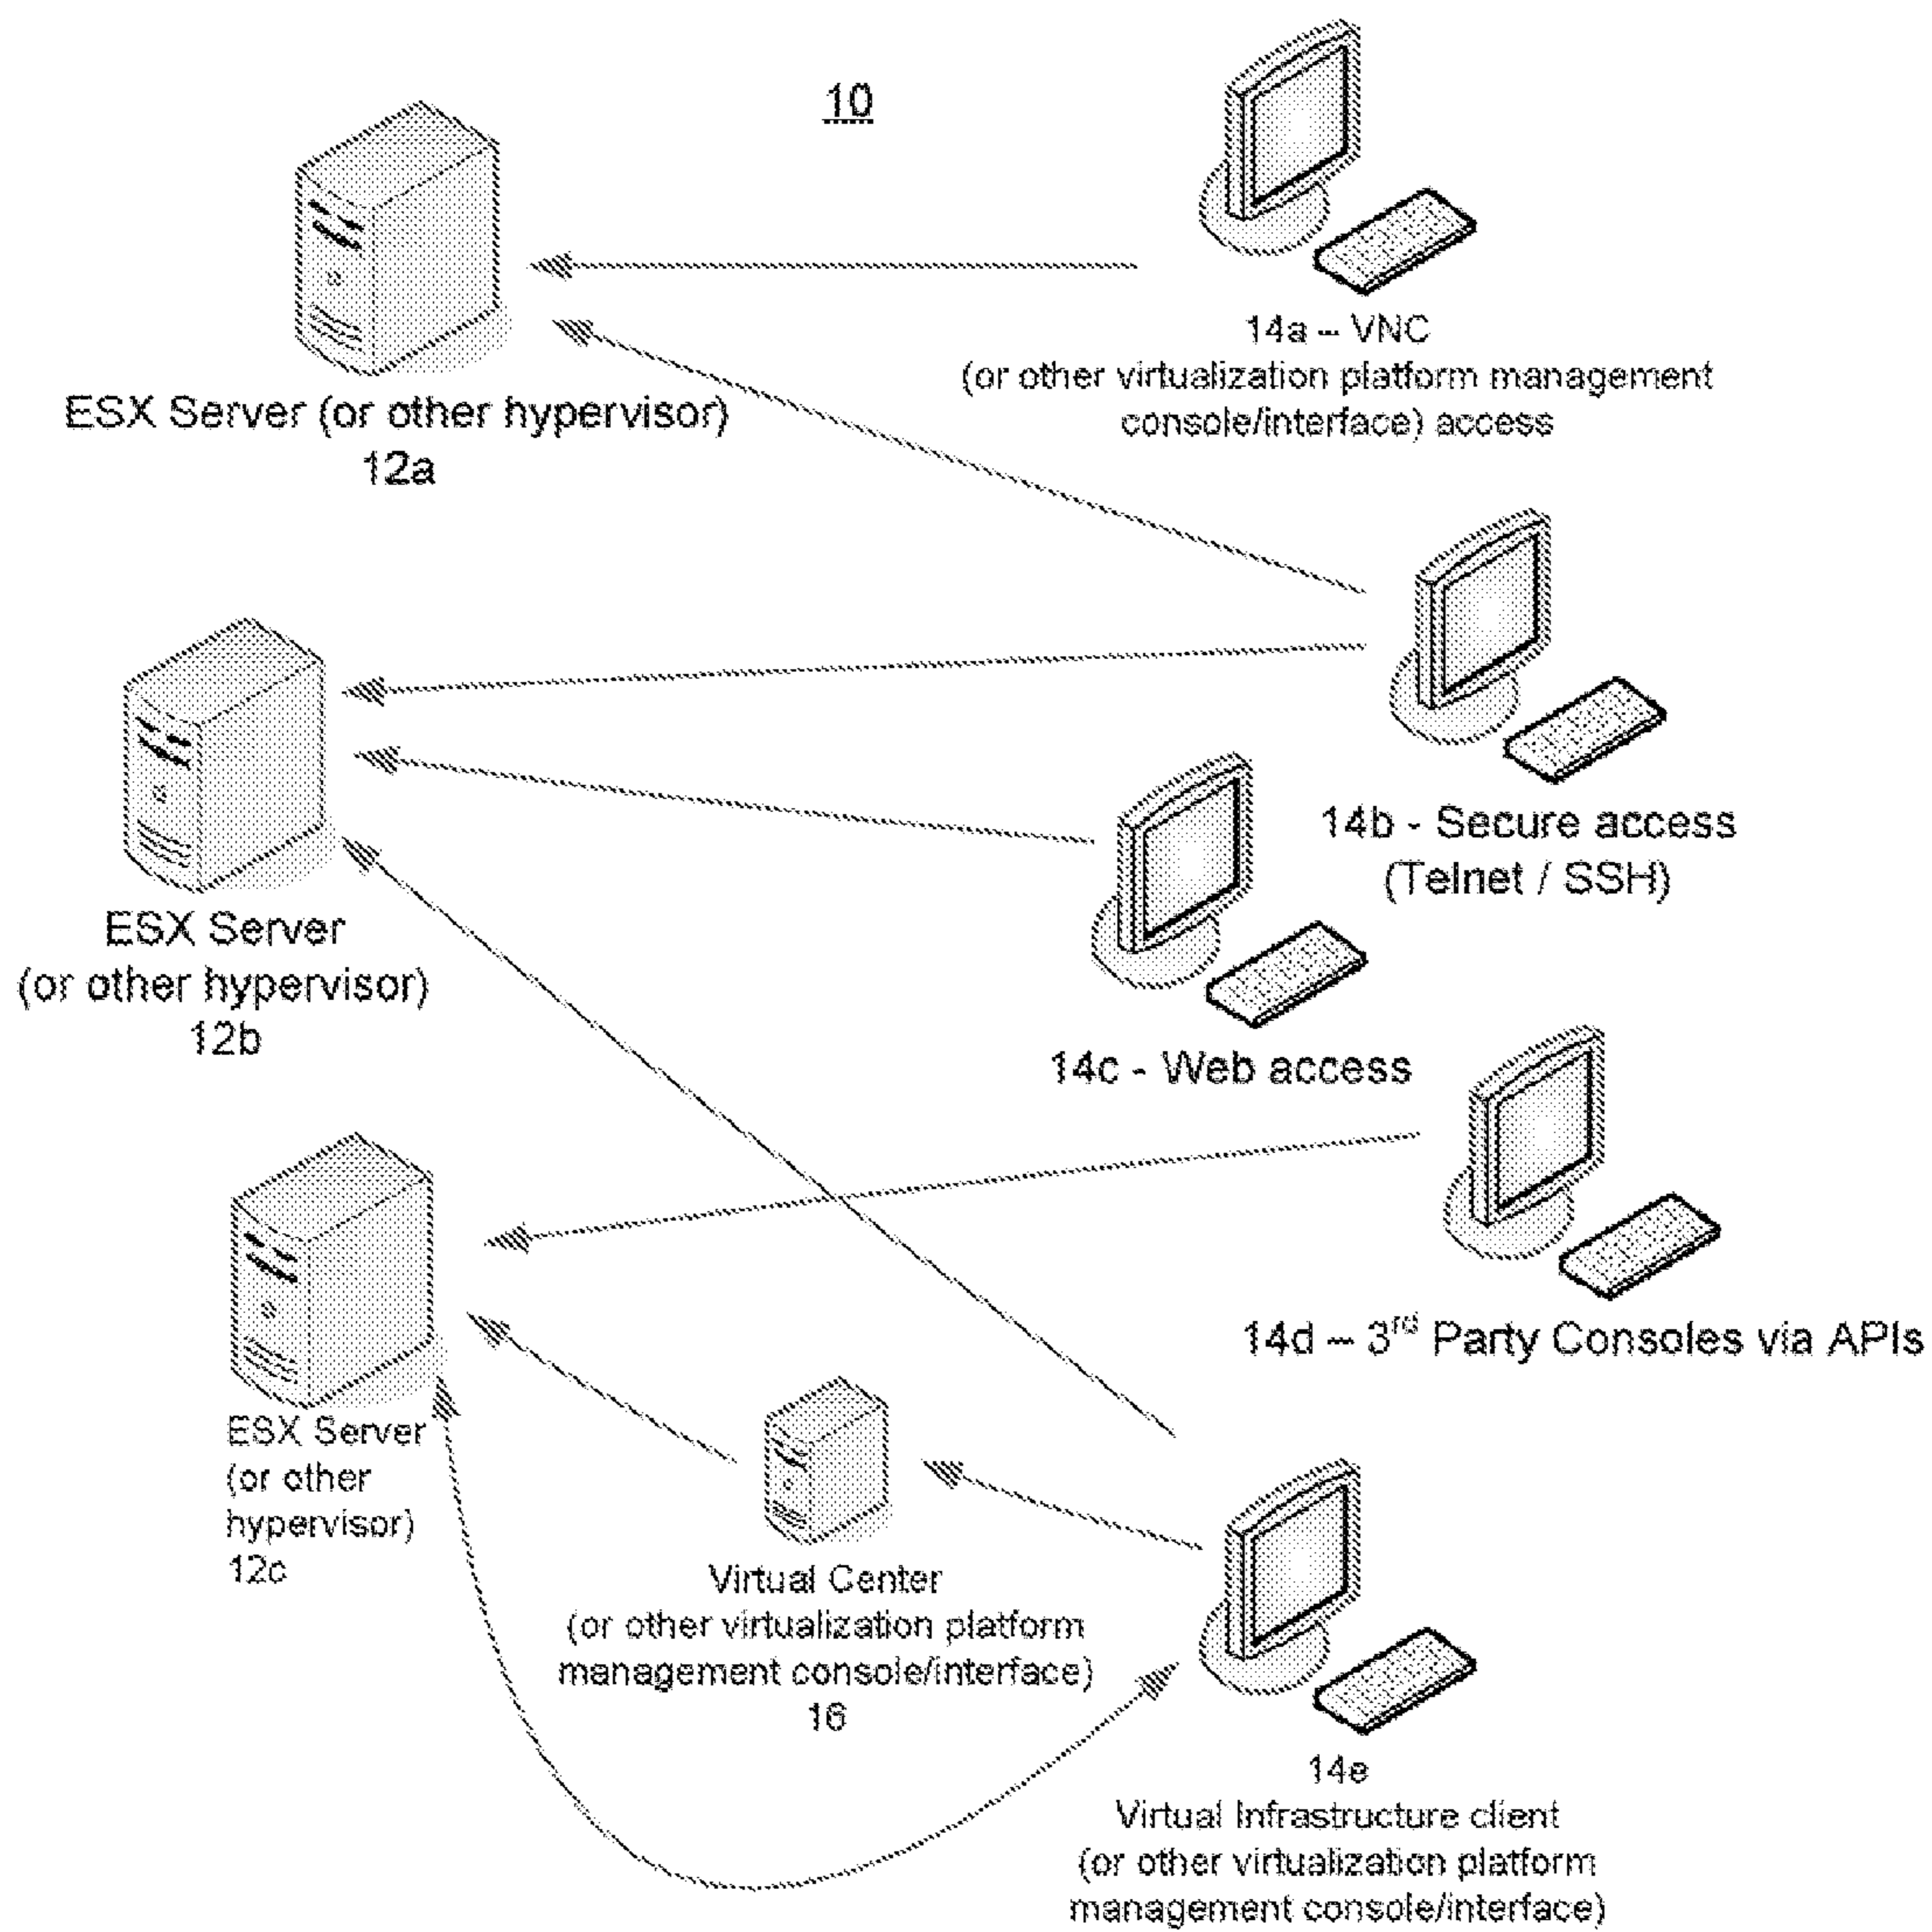 10
ESX Server (or other hypervisor)
12a
14a – VNC
(or other virtualization platform management
console/interface) access
14b - Secure access
(Telnet / SSH)
ESX Server
(or other hypervisor)
12b
14c - Web access
14d – 3rd Party Consoles via APIs
ESX Server
(or other
hypervisor)
12c
Virtual Center
(or other virtualization platform
management console/interface)
16
14e
Virtual Infrastructure client
(or other virtualization platform
management console/interface)